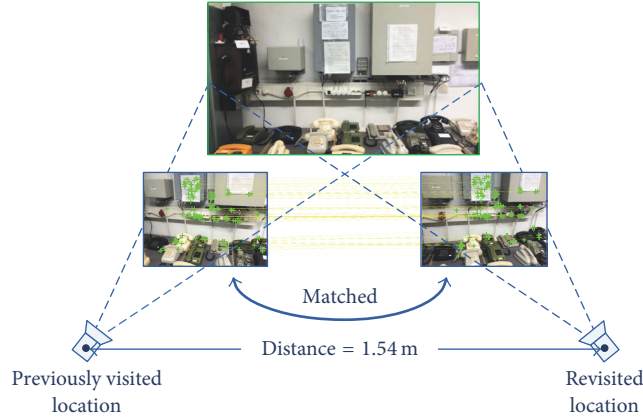 Matched
Distance = 1.54 m
Previously visited
location
Revisited
location